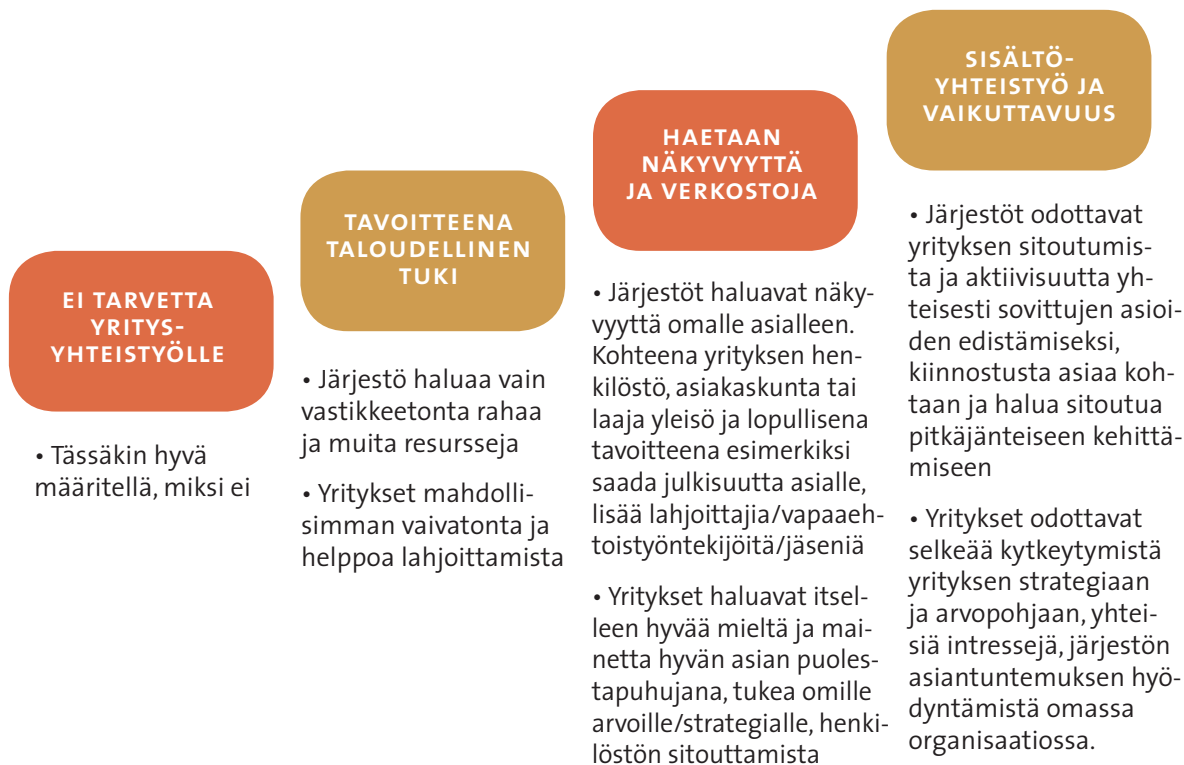 EI TARVETTA
YRITYS-
YHTEISTYÖLLE
• Tässäkin hyvä
määritellä, miksi ei
TAVOITTEENA
TALOUDELLINEN
TUKI
• Järjestö haluaa vain
vastikkeetonta rahaa
ja muita resursseja
• Yritykset mahdolli-
simman vaivatonta ja
helppoa lahjoittamista
HAETAAN
NÄKYVYYTTÄ
JA VERKOSTOJA
• Järjestöt haluavat näky-
vyyttä omalle asialleen.
Kohteena yrityksen hen-
kilöstö, asiakaskunta tai
laaja yleisö ja lopullisena
tavoitteena esimerkiksi
saada julkisuutta asialle,
lisää lahjoittajia/vapaaeh-
toistyöntekijöitä/jäseniä
• Yritykset haluavat itsel-
leen hyvää mieltä ja mai-
netta hyvän asian puoles-
tapuhujana, tukea omille
arvoille/strategialle, henki-
löstön sitouttamista
SISÄLTÖ-
YHTEISTYÖ JA
VAIKUTTAVUUS
• Järjestöt odottavat
yrityksen sitoutumis-
ta ja aktiivisuutta yh-
teisesti sovittujen asioi-
den edistämiseksi,
kiinnostusta asiaa koh-
taan ja halua sitoutua
pitkäjänteiseen kehittä-
miseen
• Yritykset odottavat
selkeää kytkeytymistä
yrityksen strategiaan
ja arvopohjaan, yhtei-
siä intressejä, järjestön
asiantuntemuksen hyö-
dyntämistä omassa
organisaatiossa.